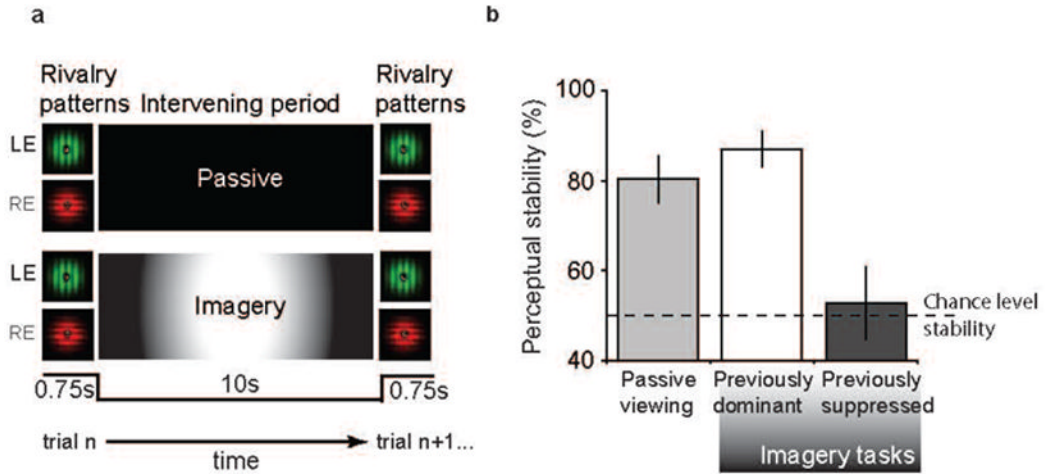 a
Rivalry
patterns
Intervening period
Rivalry
patterns
LE
RE
Passive
LE
RE
Imagery
0.75s
10s
0.75s
trial n
time
trial n+1...
b
Perceptual stability (%)
100
80
60
40
Chance level
stability
Passive
viewing
Previously
dominant
Previously
suppressed
Imagery tasks